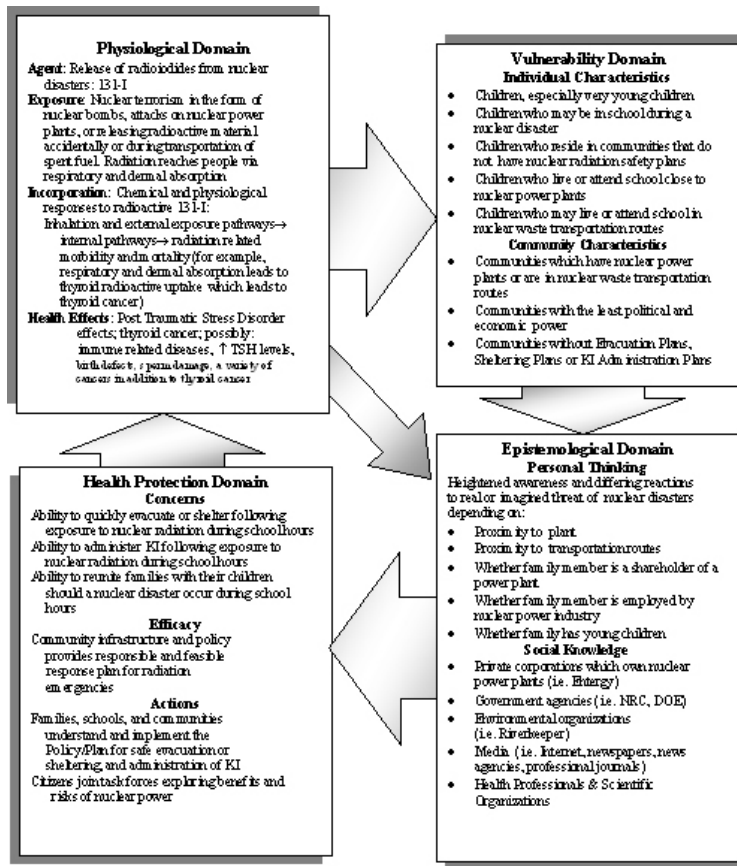 Physiological Domain
Agent: Release of radioiodides from nuclear
disasters: 131-I
Exposure: Nuclear terrorism in the form of
nuclear bombs, attacks on nuclear power
plants, or releasing radioactive material
accidentally or during transportation of
spent fuel. Radiation reaches people via
respiratory and dermal absorption
Incorporation: Chemical and physiological
responses to radioactive 131-I:
Inhalation and external exposure pathways→
internal pathways→ radiation related
morbidity and mortality (for example,
respiratory and dermal absorption leads to
thyroid radioactive uptake which leads to
thyroid cancer)
Health Effects: Post Traumatic Stress Disorder
effects; thyroid cancer; possibly:
immune related diseases, ↑ TSH levels,
birth defects, sperm damage, a variety of
cancers in addition to thyroid cancer
Vulnerability Domain
Individual Characteristics
• Children, especially very young children
• Children who may be in school during a
nuclear disaster
• Children who reside in communities that do
not have nuclear radiation safety plans
• Children who live or attend school close to
nuclear power plants
• Children who may live or attend school in
nuclear waste transportation routes
Community Characteristics
• Communities which have nuclear power
plants or are in nuclear waste transportation
routes
• Communities with the least political and
economic power
• Communities without Evacuation Plans,
Sheltering Plans or KI Administration Plans
Health Protection Domain
Concerns
Ability to quickly evacuate or shelter following
exposure to nuclear radiation during school hours
Ability to administer KI following exposure to
nuclear radiation during school hours
Ability to reunite families with their children
should a nuclear disaster occur during school
hours
Efficacy
Community infrastructure and policy
provides responsible and feasible
response plan for radiation
emergencies
Actions
Families, schools, and communities
understand and implement the
Policy/Plan for safe evacuation or
sheltering, and administration of KI
Citizens joint task forces exploring benefits and
risks of nuclear power
Epistemological Domain
Personal Thinking
Heightened awareness and differing reactions
to real or imagined threat of nuclear disasters
depending on:
• Proximity to plant
• Proximity to transportation routes
• Whether family member is a shareholder of a
power plant
• Whether family member is employed by
nuclear power industry
• Whether family has young children
Social Knowledge
• Private corporations which own nuclear
power plants (i.e. Entergy)
• Government agencies (i.e. NRC, DOE)
• Environmental organizations
(i.e. Riverkeeper)
• Media (i.e. Internet, newspapers, news
agencies, professional journals)
• Health Professionals & Scientific
Organizations